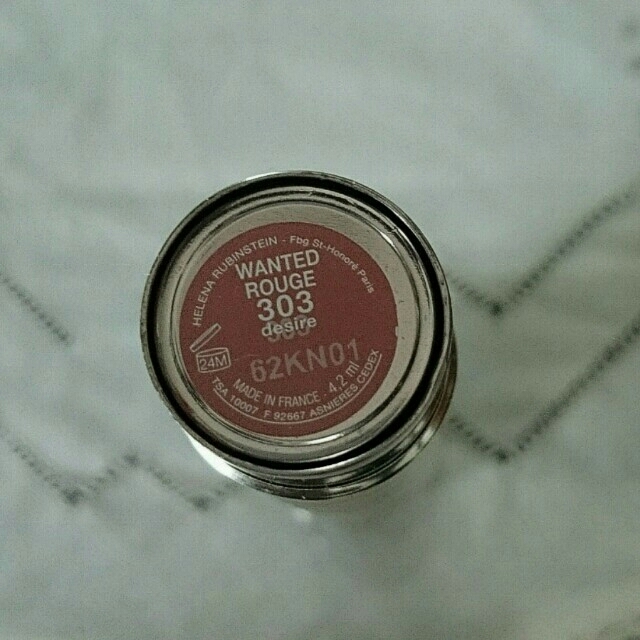 HELENA RUBINSTEIN - Fbg St-Honoré Paris
WANTED
ROUGE
303
desire
62KN01
24M
MADE IN FRANCE - 4.2 ml
TSA 16007 F 92667 ASNIERES CEDEX